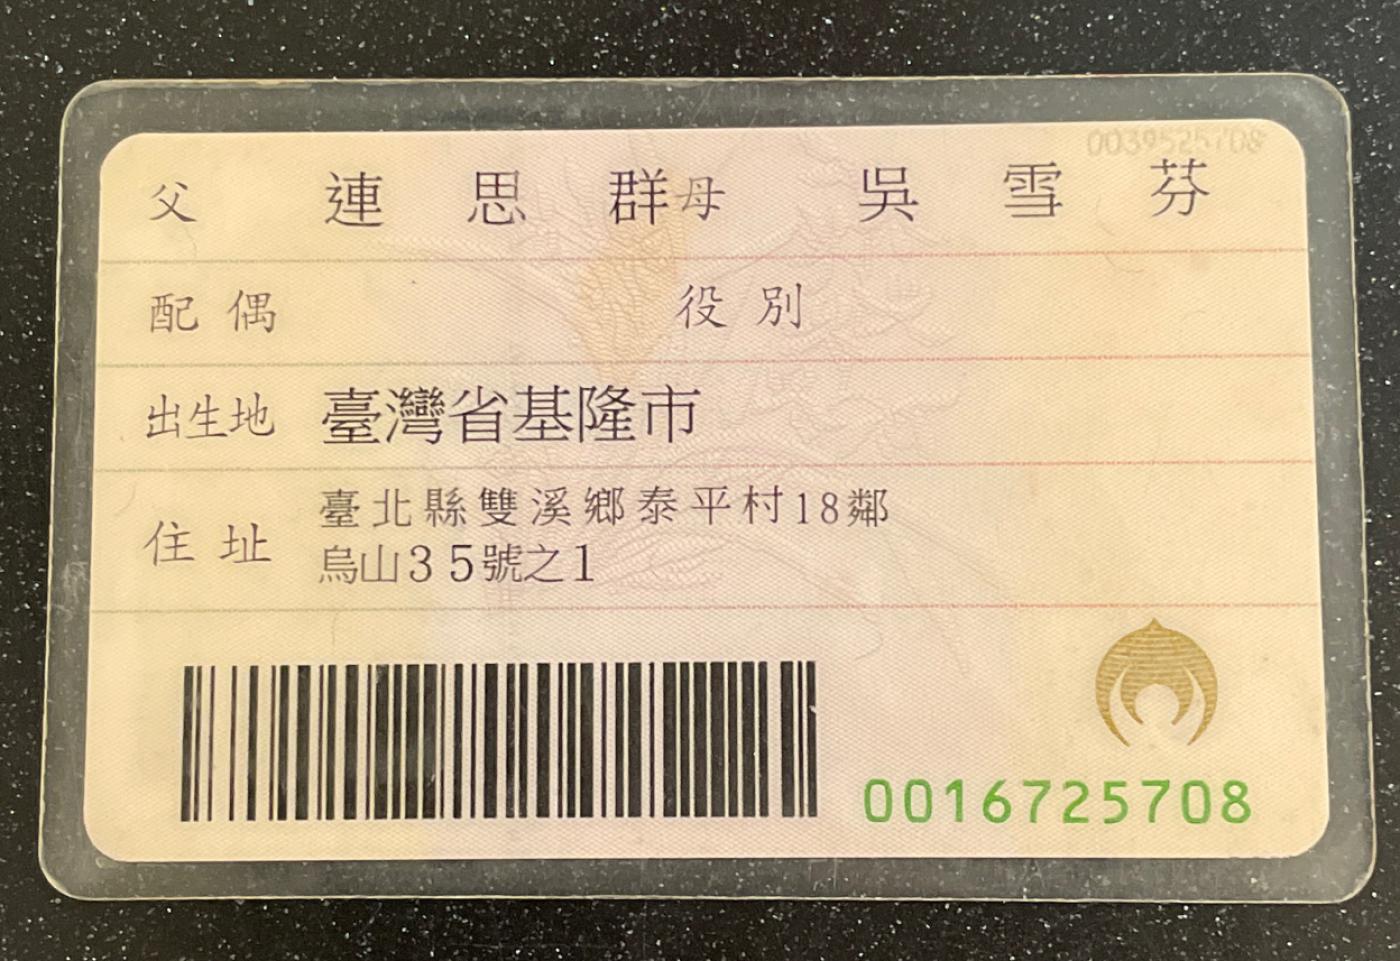 0039525708
父 連思群 母 吳雪芬
配偶 役別
出生地 臺灣省基隆市
住址 臺北縣雙溪鄉泰平村18鄰
烏山35號之1
0016725708